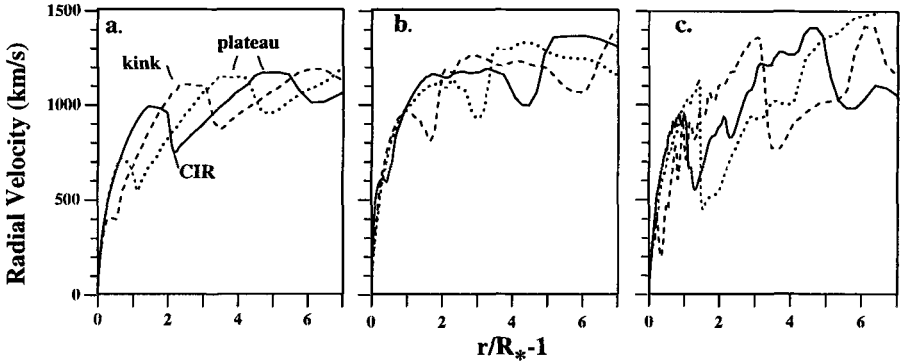 Radial Velocity (km/s)
1500
1000
500
0
a.
kink
plateau
CIR
0 2 4 6
b.
0 2 4 6
c.
0 2 4 6
r/R*-1